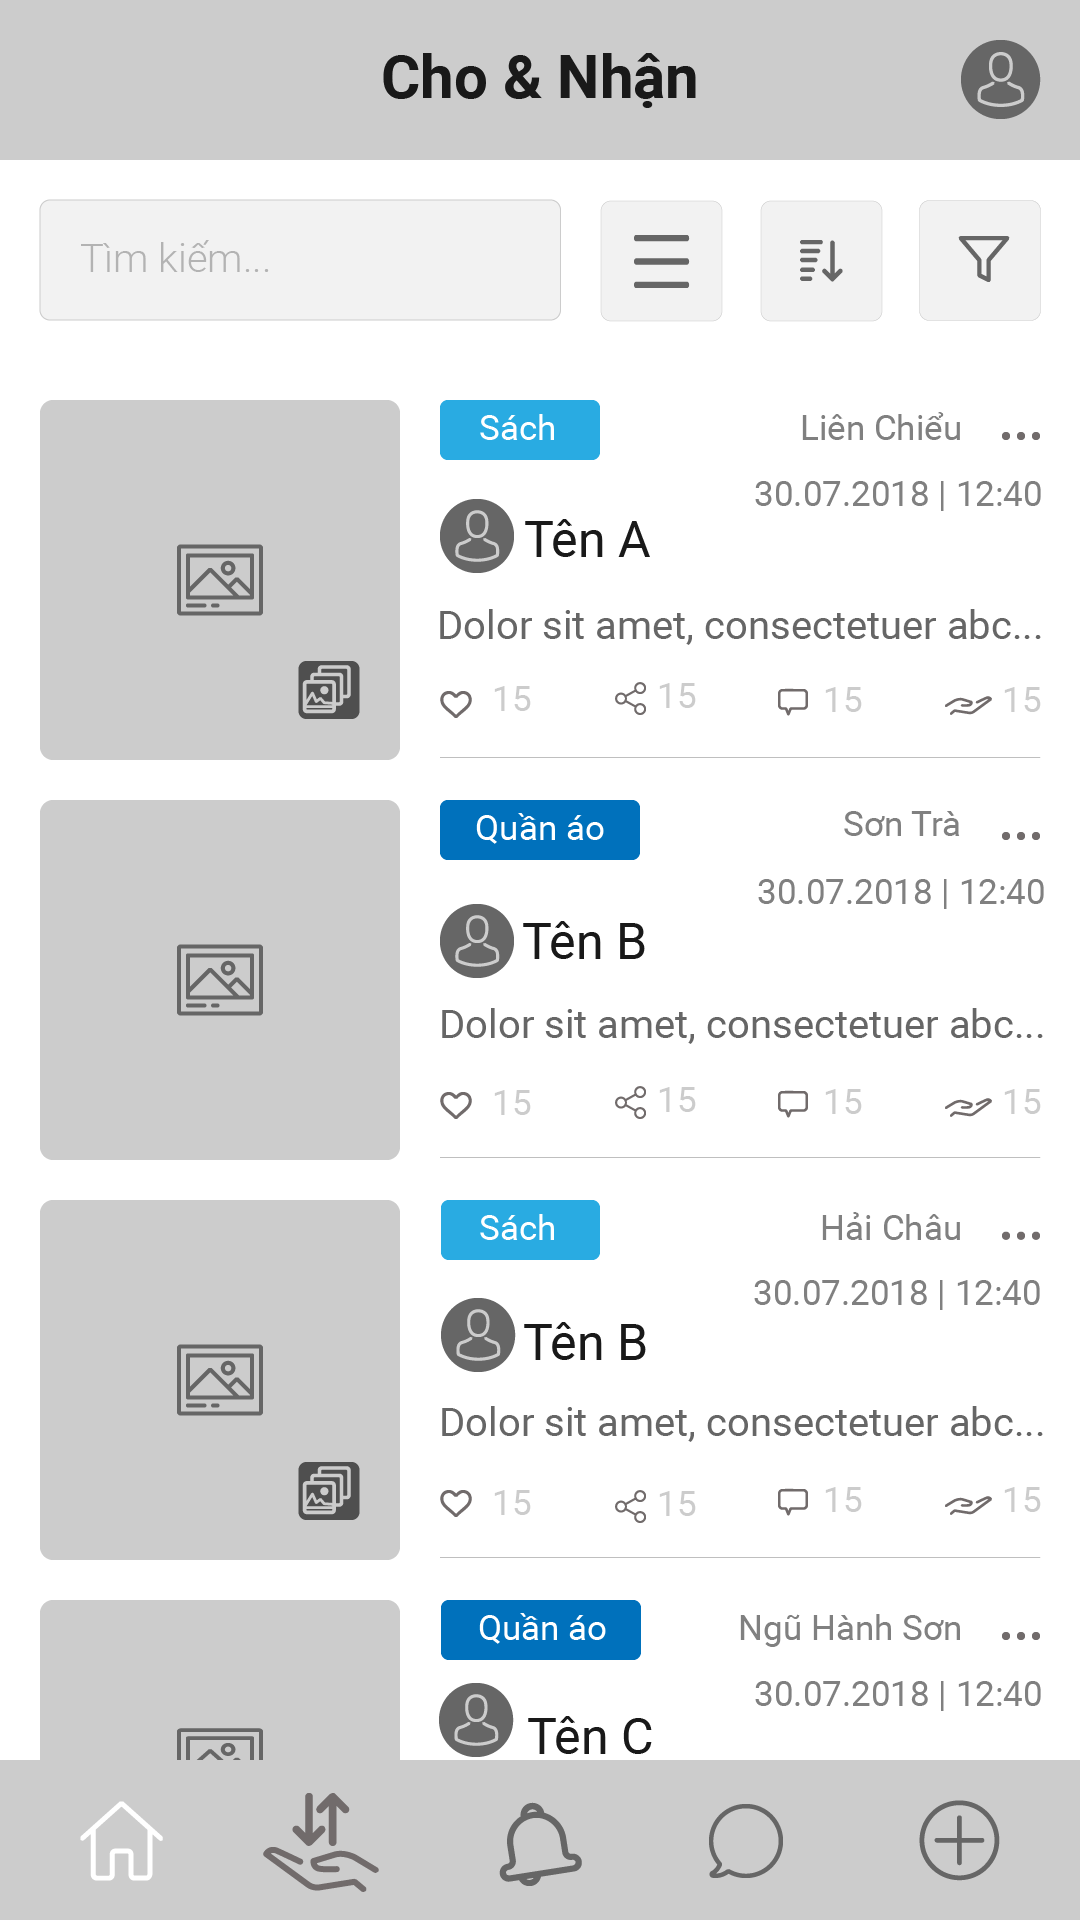 Cho & Nhận
Tìm kiếm...
Sách
Liên Chiểu
30.07.2018 | 12:40
Tên A
Dolor sit amet, consectetuer abc...
15 15 15 15
Quần áo
Sơn Trà
30.07.2018 | 12:40
Tên B
Dolor sit amet, consectetuer abc...
15 15 15 15
Sách
Hải Châu
30.07.2018 | 12:40
Tên B
Dolor sit amet, consectetuer abc...
15 15 15 15
Quần áo
Ngũ Hành Sơn
30.07.2018 | 12:40
Tên C